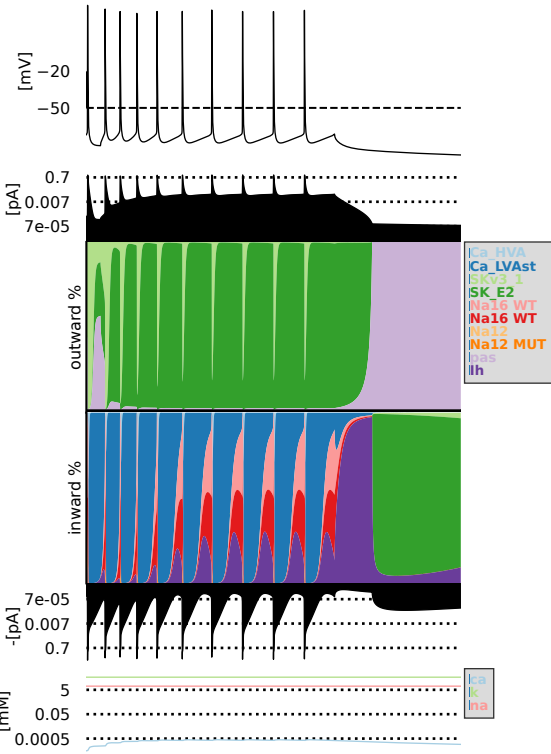 [mV]
−20
−50
[pA]
0.7
0.007
7e-05
outward %
Ca_HVA
Ca_LVAst
SKv3_1
SK_E2
Na16 WT
Na16 WT
Na12
Na12 MUT
pas
Ih
inward %
-[pA]
7e-05
0.007
0.7
[mM]
5
0.05
0.0005
ca
k
na